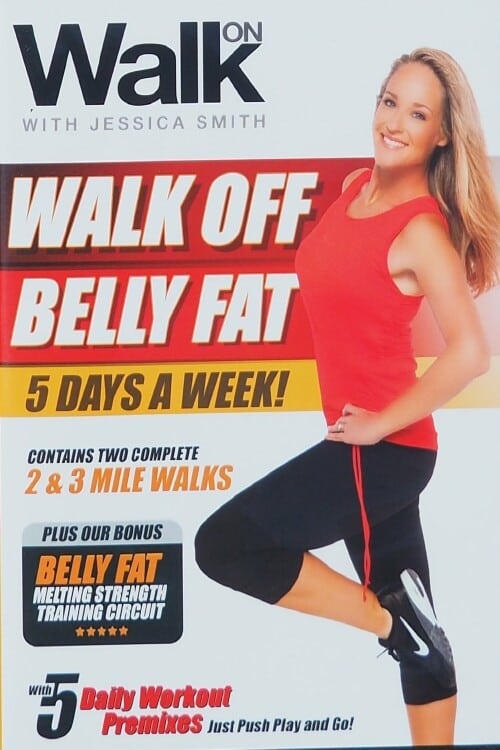 Walk ON
WITH JESSICA SMITH
WALK OFF
BELLY FAT
5 DAYS A WEEK!
CONTAINS TWO COMPLETE
2 & 3 MILE WALKS
PLUS OUR BONUS
BELLY FAT
MELTING STRENGTH
TRAINING CIRCUIT
With 5 Daily Workout
Premixes Just Push Play and Go!